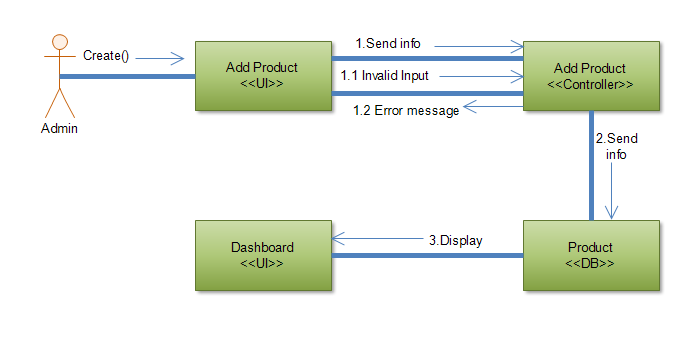 Create()
Admin
Add Product
<<UI>>
1.Send info
1.1 Invalid Input
1.2 Error message
Add Product
<<Controller>>
2.Send
info
Product
<<DB>>
3.Display
Dashboard
<<UI>>